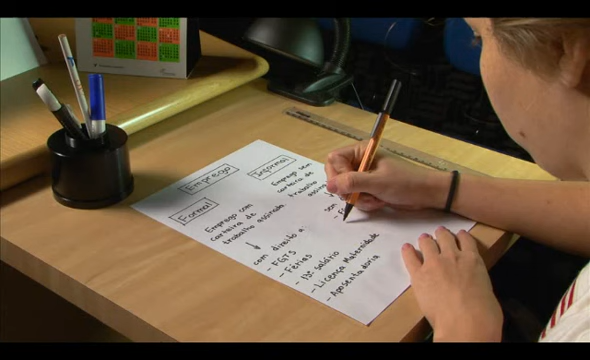 Emprego
Formal
Emprego com
carteira de
trabalho assinada
↓
com direito a:
- FGTS
- Férias
- 13º salário
- Licença Maternidade
- Aposentadoria
Informal
Emprego sem
carteira de
trabalho